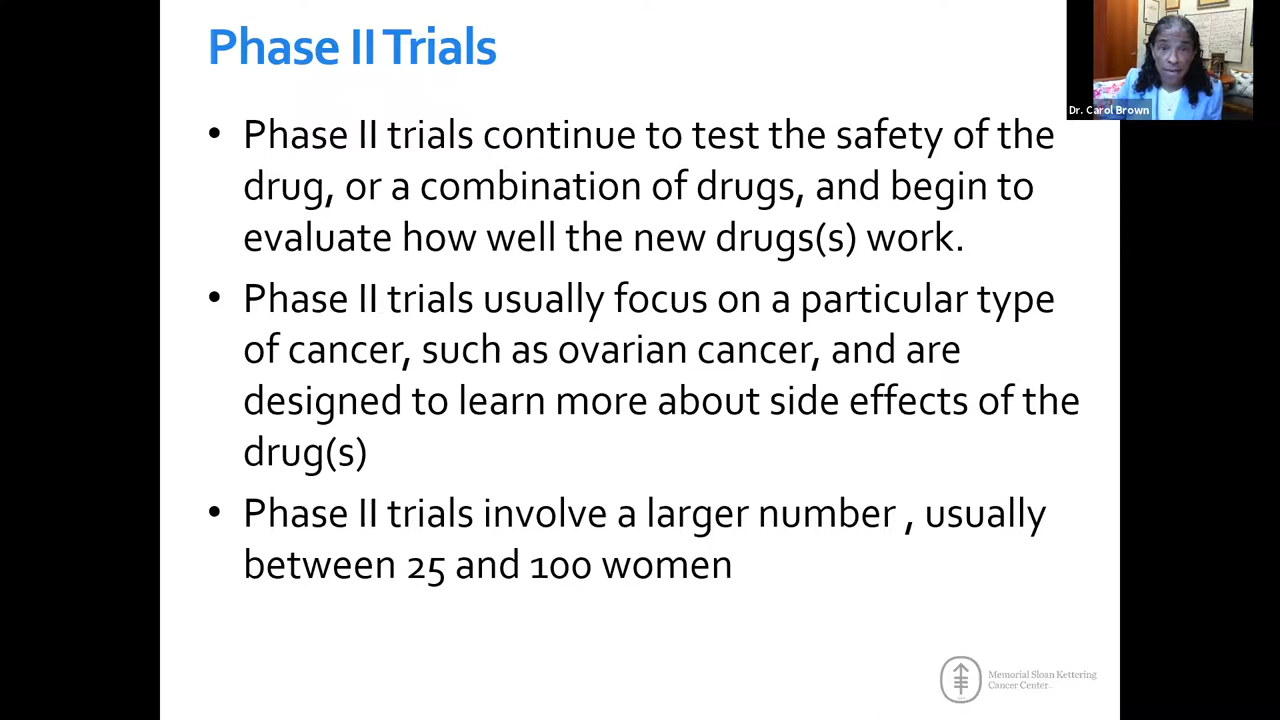 Phase II Trials
Dr. Carol Brown
• Phase II trials continue to test the safety of the
drug, or a combination of drugs, and begin to
evaluate how well the new drugs(s) work.
• Phase II trials usually focus on a particular type
of cancer, such as ovarian cancer, and are
designed to learn more about side effects of the
drug(s)
• Phase II trials involve a larger number , usually
between 25 and 100 women
Memorial Sloan Kettering
Cancer Center